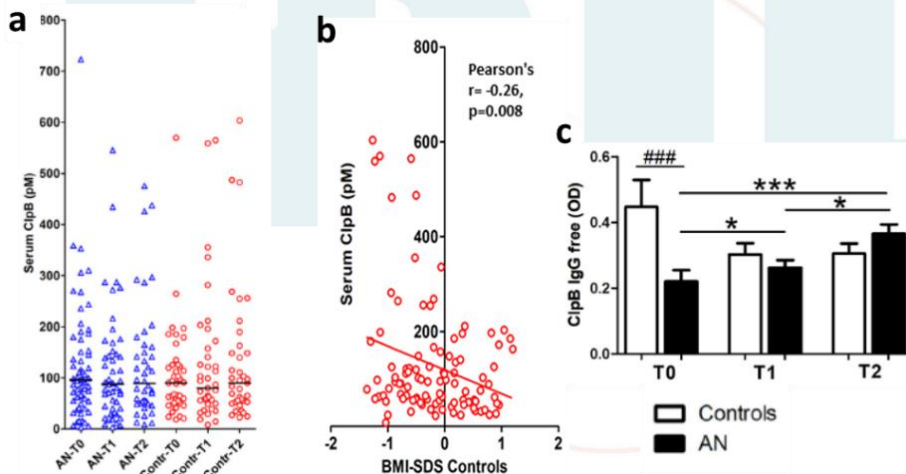 a
800
700
600
500
400
300
200
100
0
Serum ClpB (pM)
AN-T0
AN-T1
AN-T2
Contr-T0
Contr-T1
Contr-T2
b
800
600
400
200
0
Serum ClpB (pM)
Pearson's
r= -0.26,
p=0.008
-2
-1
0
1
2
BMI-SDS Controls
c
0.6
0.4
0.2
0.0
ClpB IgG free (OD)
###
***
*
*
T0
T1
T2
Controls
AN